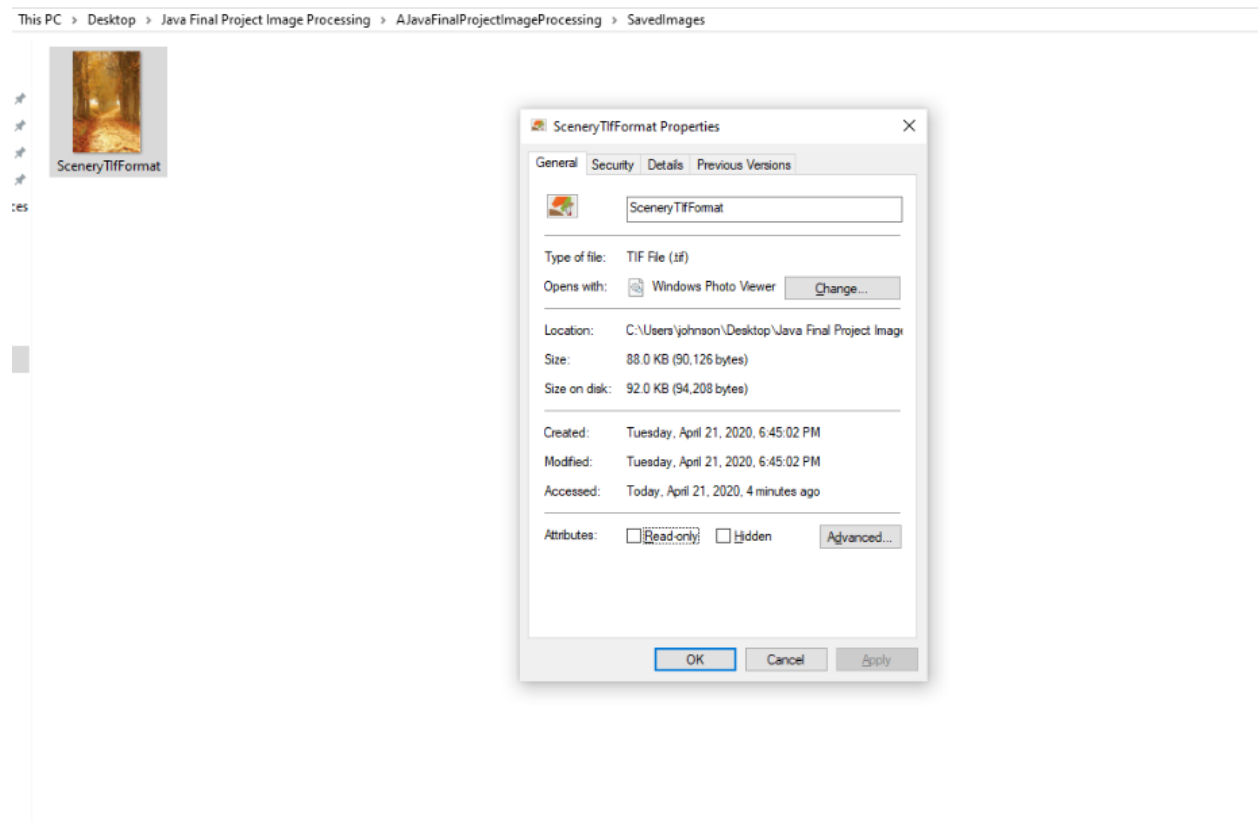 This PC > Desktop > Java Final Project Image Processing > AJavaFinalProjectImageProcessing > SavedImages
SceneryTIfFormat
ces
SceneryTIfFormat Properties
General Security Details Previous Versions
SceneryTIfFormat
Type of file: TIF File (.tif)
Opens with: Windows Photo Viewer Change...
Location: C:\Users\johnson\Desktop\Java Final Project Image
Size: 88.0 KB (90,126 bytes)
Size on disk: 92.0 KB (94,208 bytes)
Created: Tuesday, April 21, 2020, 6:45:02 PM
Modified: Tuesday, April 21, 2020, 6:45:02 PM
Accessed: Today, April 21, 2020, 4 minutes ago
Attributes: Read-only Hidden Advanced...
OK Cancel Apply